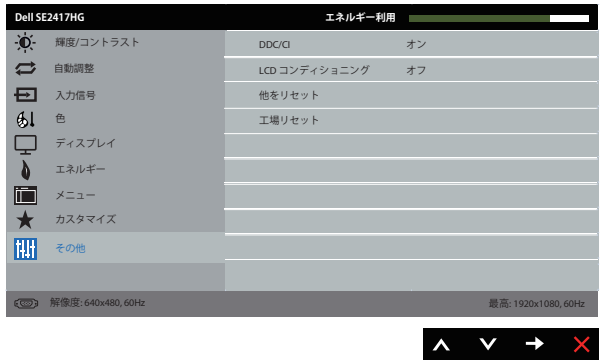 Dell SE2417HG
エネルギー利用
輝度/コントラスト
自動調整
入力信号
色
ディスプレイ
エネルギー
メニュー
カスタマイズ
その他
DDC/CI オン
LCD コンディショニング オフ
他をリセット
工場リセット
解像度: 640x480, 60Hz
最高: 1920x1080, 60Hz